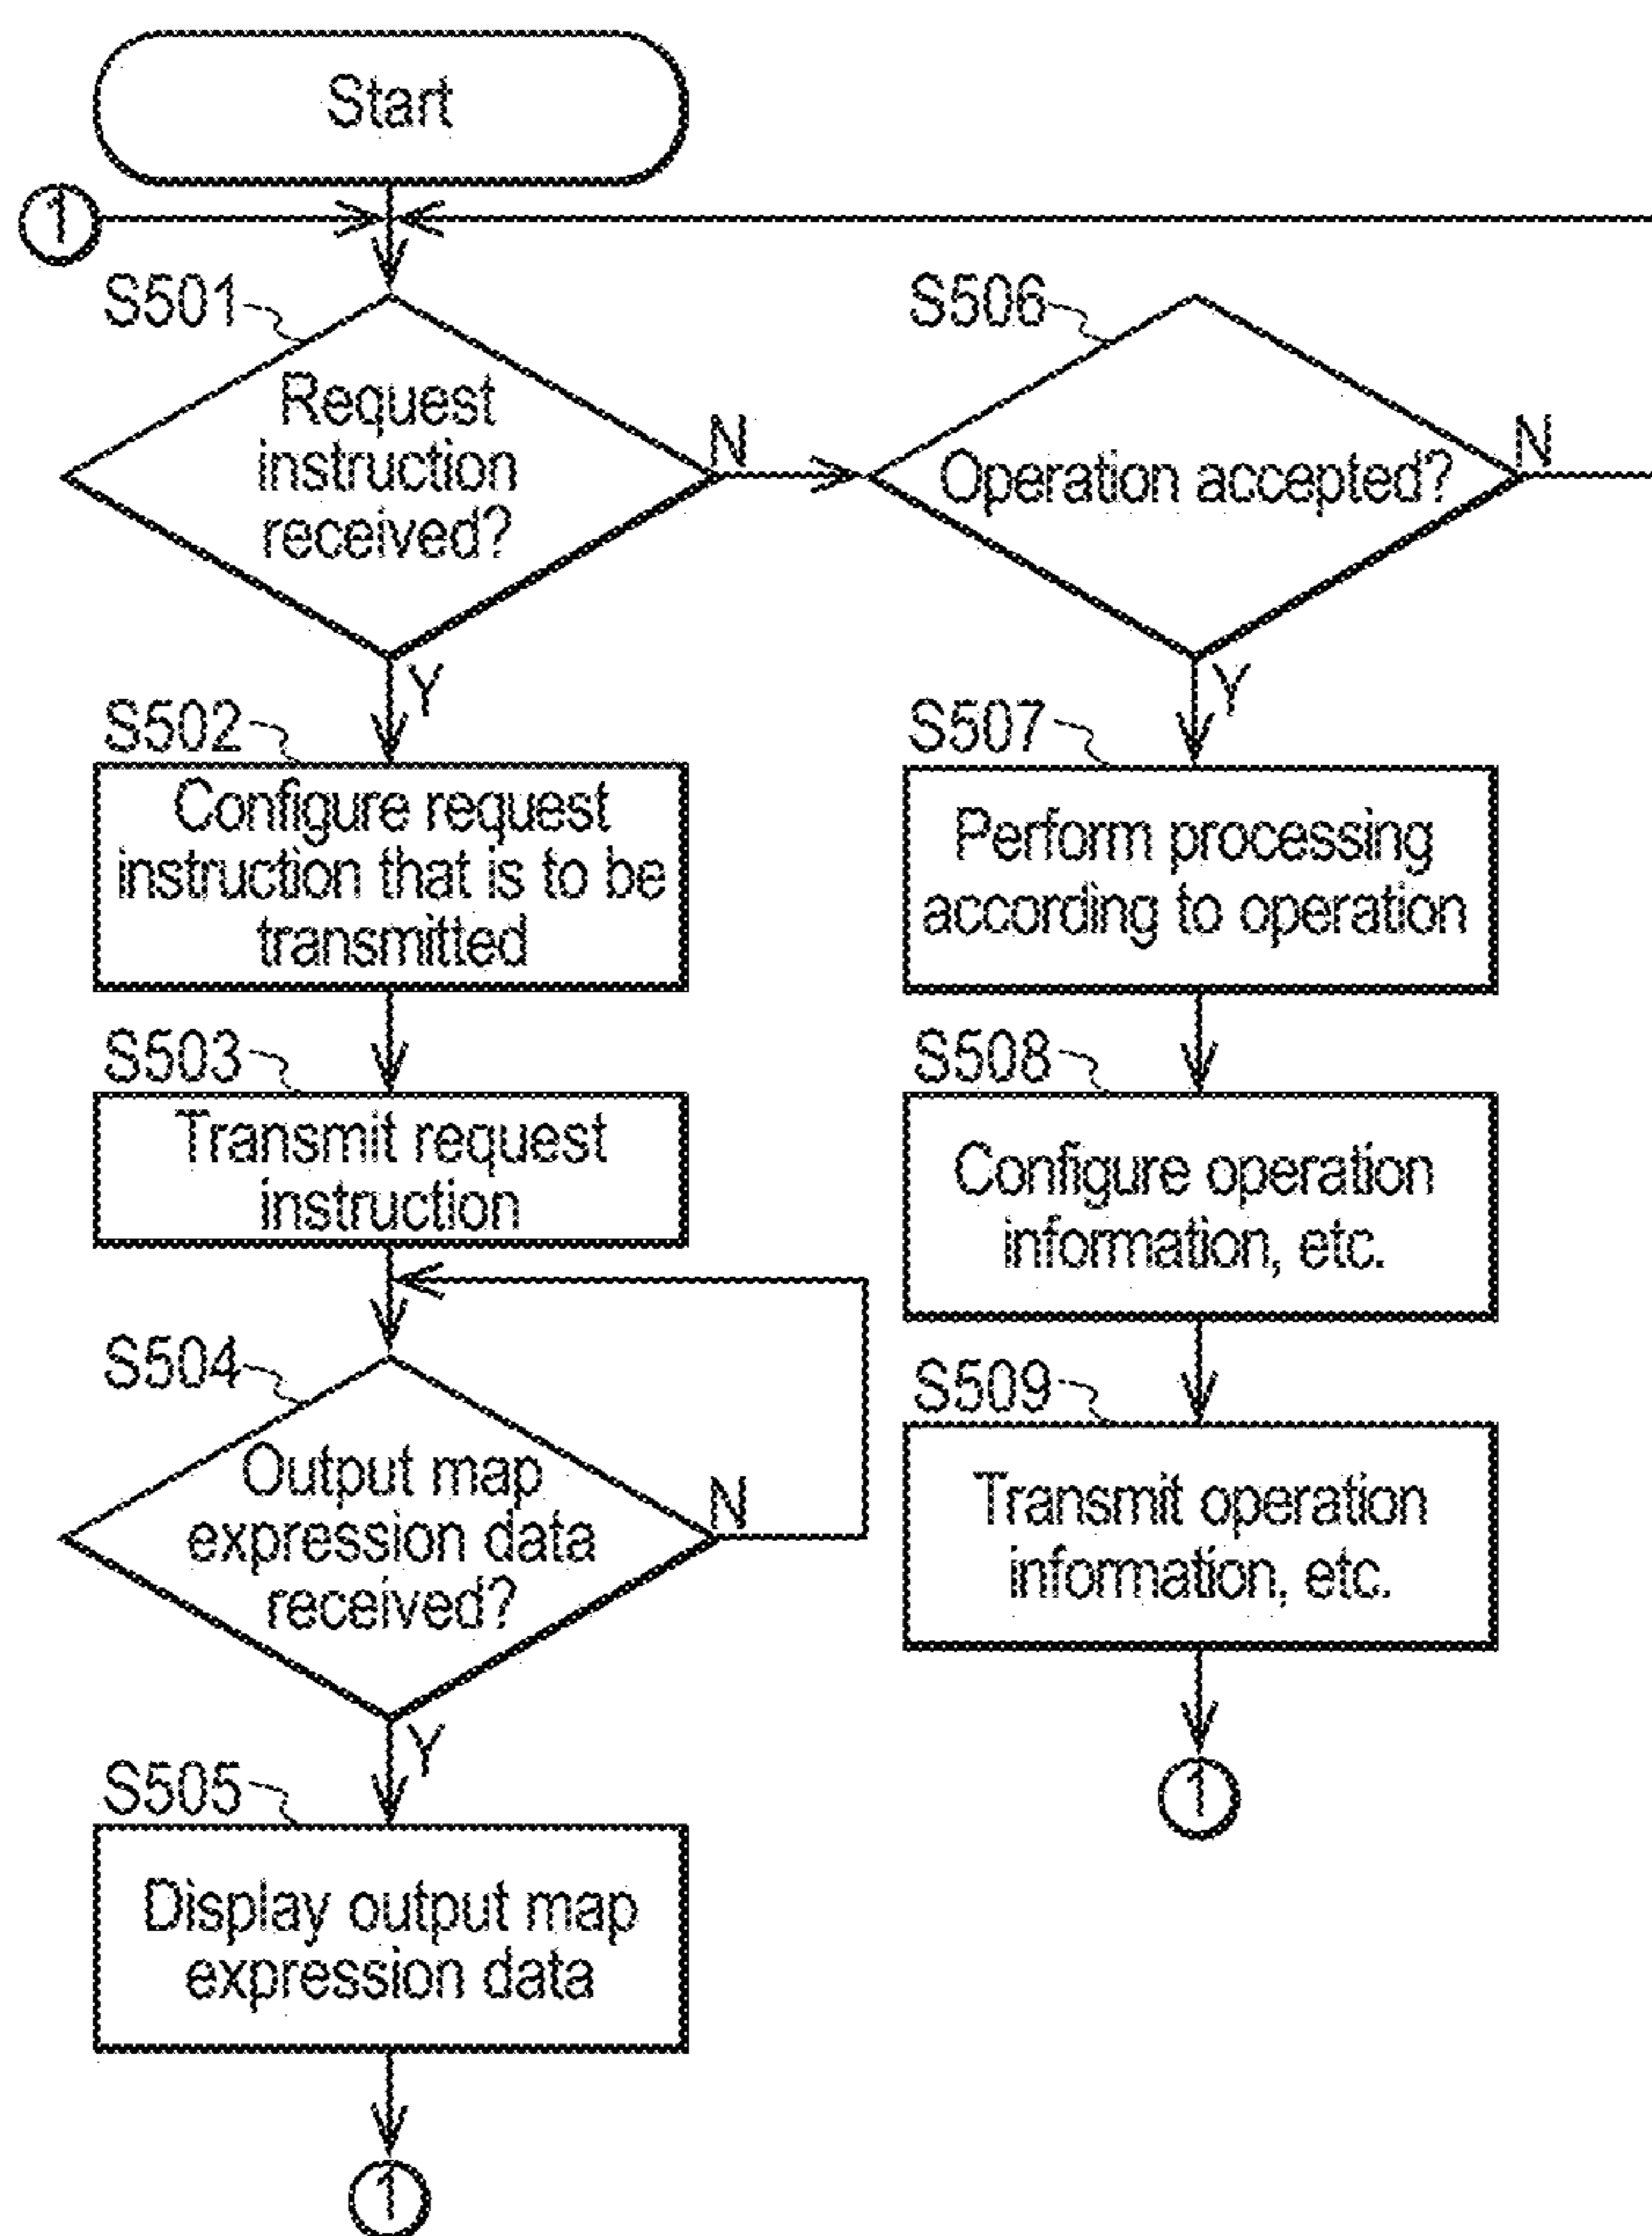 Start
1
S501
Request
instruction
received?
N
Y
S502
Configure request
instruction that is to be
transmitted
S503
Transmit request
instruction
S504
Output map
expression data
received?
N
Y
S505
Display output map
expression data
1
S506
Operation accepted?
N
Y
S507
Perform processing
according to operation
S508
Configure operation
information, etc.
S509
Transmit operation
information, etc.
1